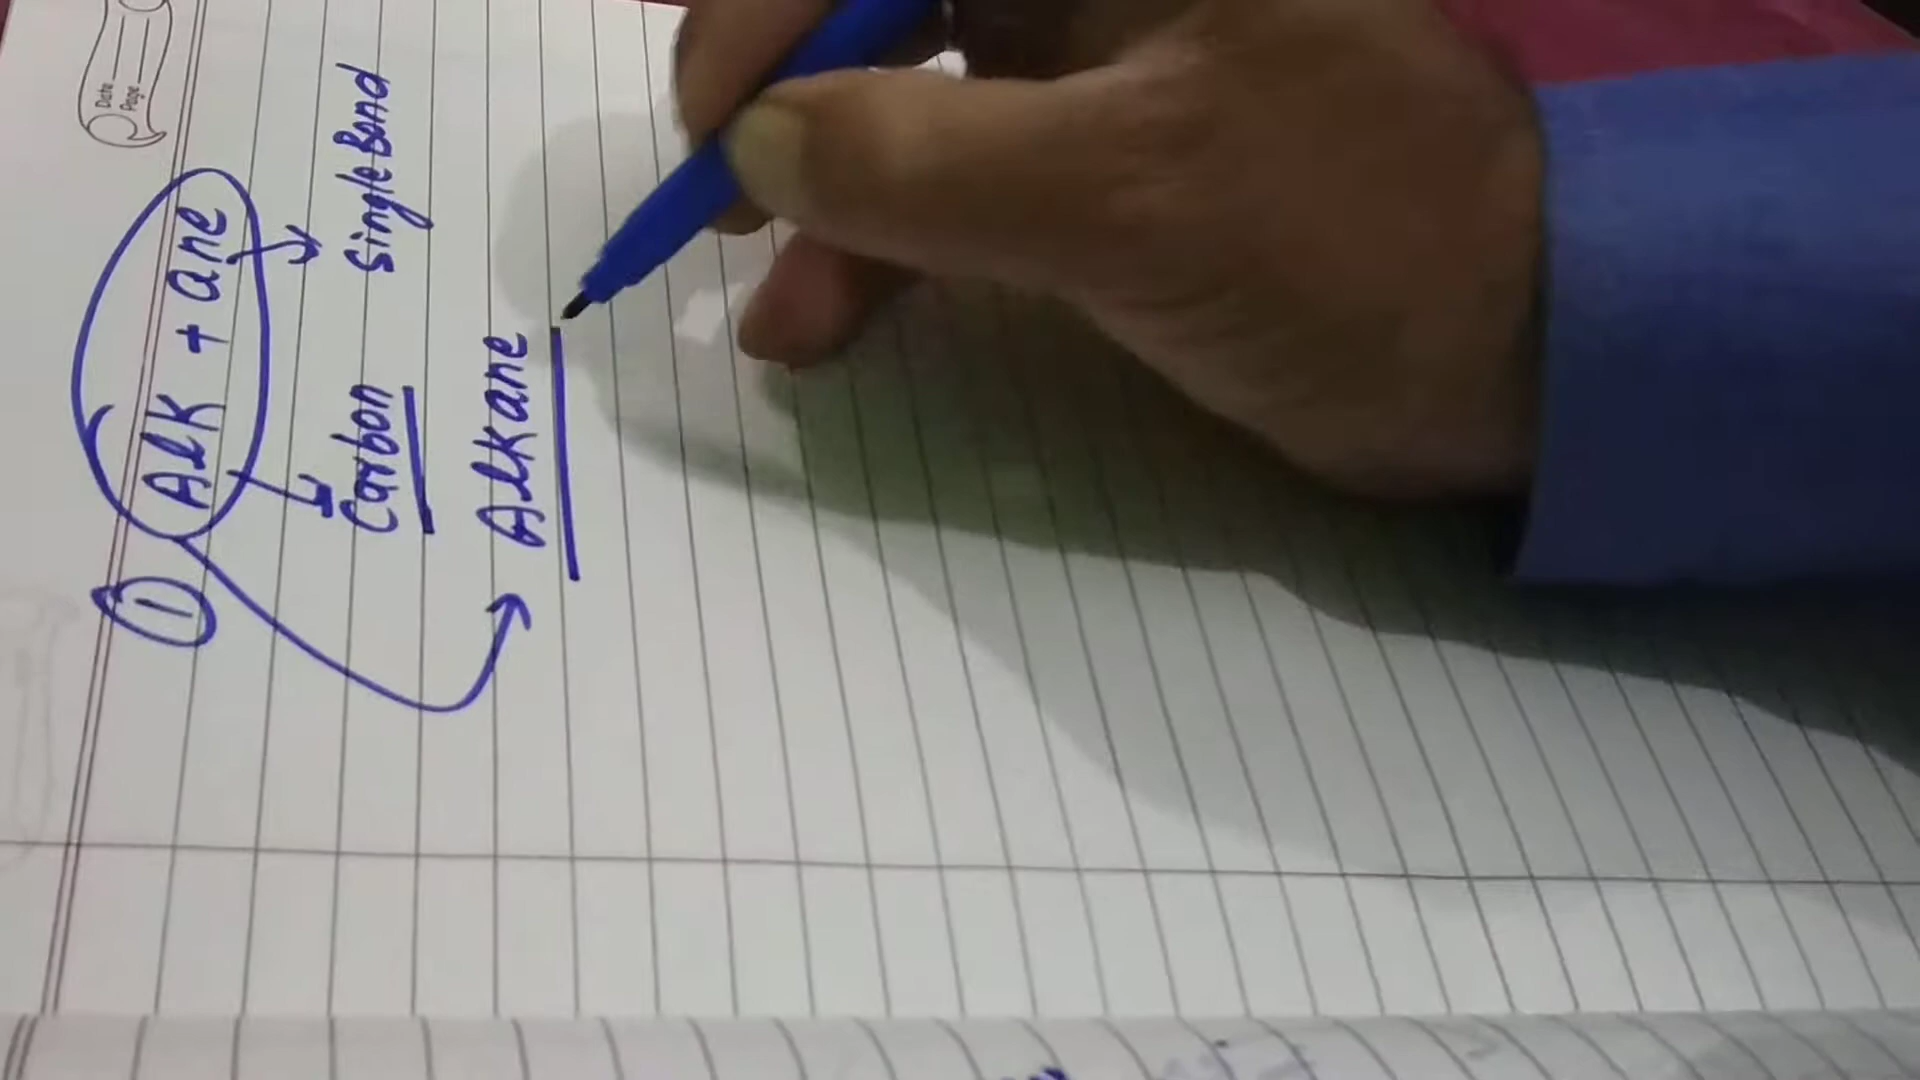 Date
Page
① Alk + ane
Carbon Single Bond
Alkane